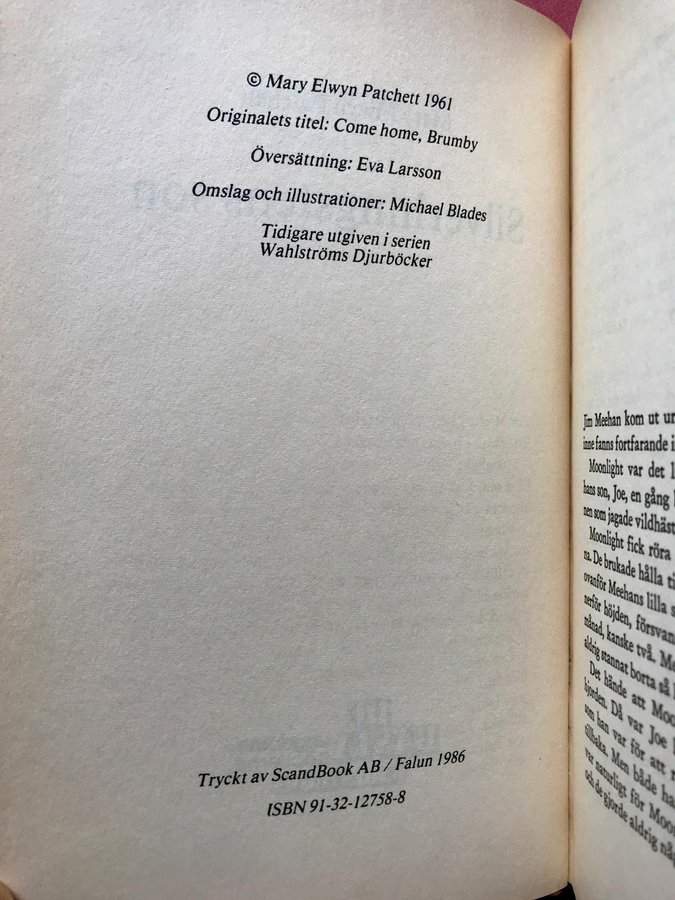 © Mary Elwyn Patchett 1961
Originalets titel: Come home, Brumby
Översättning: Eva Larsson
Omslag och illustrationer: Michael Blades
Tidigare utgiven i serien
Wahlströms Djurböcker
Tryckt av ScandBook AB / Falun 1986
ISBN 91-32-12758-8
Jim Meehan kom ut ur
inne fanns fortfarande i
Moonlight var det l
hans son, Joe, en gång
nen som jagade vildhäst
Moonlight fick röra
na. De brukade hålla ti
ovanför Meehans lilla s
nerför höjden, försvan
månad, kanske två. Me
aldrig stannat borta så l
Det hände att Moo
hjorden. Då var Joe
som han var för att
tillbaka. Men både ha
var naturligt för Moon
och de gjorde aldrig någ